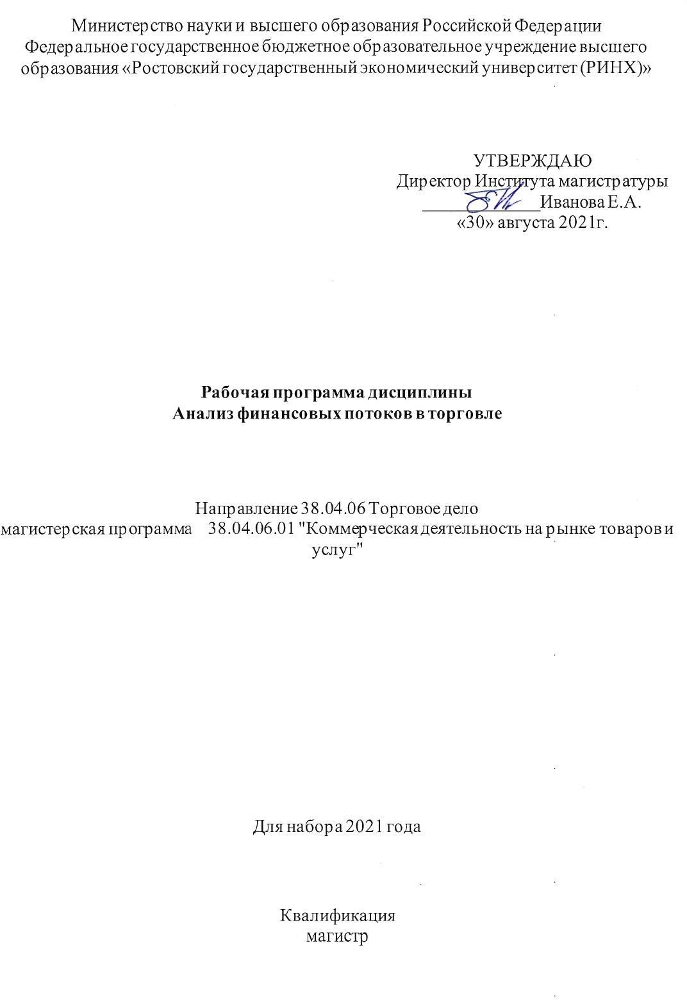 Министерство науки и высшего образования Российской Федерации
Федеральное государственное бюджетное образовательное учреждение высшего
образования «Ростовский государственный экономический университет (РИНХ)»
УТВЕРЖДАЮ
Директор Института магистратуры
Иванова Е.А.
«30» августа 2021г.
Рабочая программа дисциплины
Анализ финансовых потоков в торговле
Направление 38.04.06 Торговое дело
магистерская программа 38.04.06.01 "Коммерческая деятельность на рынке товаров и
услуг"
Для набора 2021 года
Квалификация
магистр